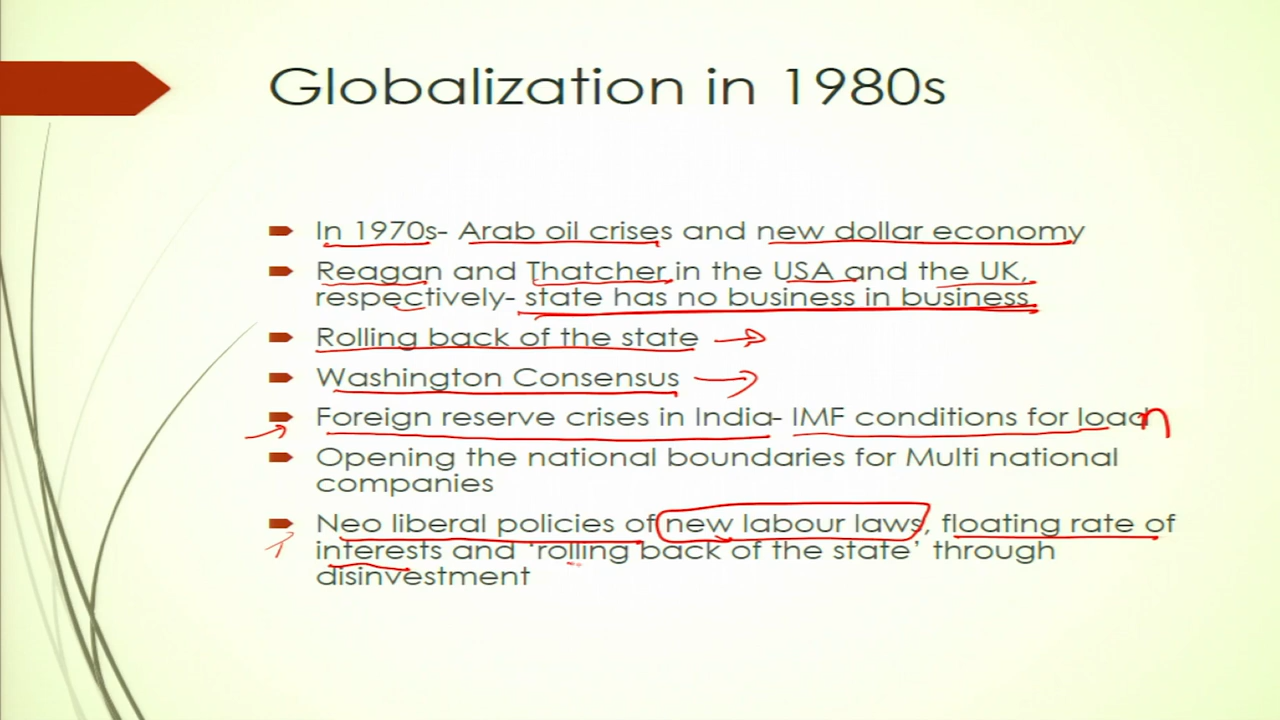 Globalization in 1980s
In 1970s- Arab oil crises and new dollar economy
Reagan and Thatcher in the USA and the UK,
respectively- state has no business in business
Rolling back of the state
Washington Consensus
Foreign reserve crises in India- IMF conditions for load n
Opening the national boundaries for Multi national
companies
Neo liberal policies of new labour laws, floating rate of
interests and ‘rolling back of the state’ through
disinvestment